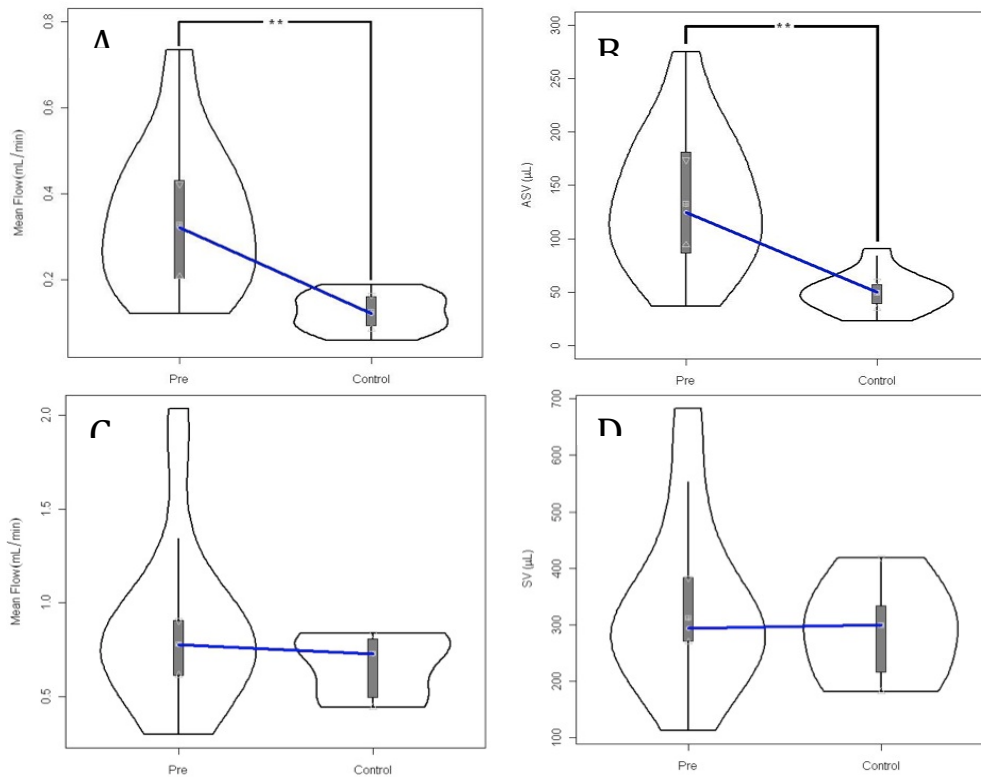 A
**
Mean Flow(mL/min)
0.8
0.6
0.4
0.2
Pre
Control
B
**
ASV (µL)
300
250
200
150
100
50
0
Pre
Control
C
Mean Flow(mL/min)
2.0
1.5
1.0
0.5
Pre
Control
D
SV (µL)
700
600
500
400
300
200
100
Pre
Control